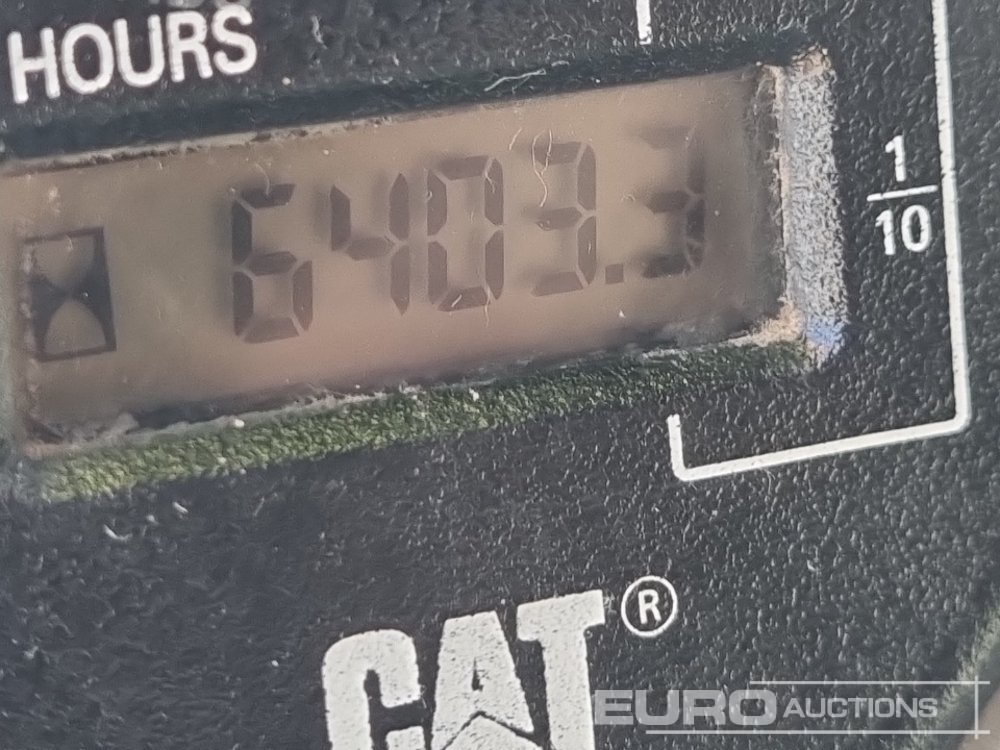 HOURS
6403.3
1
10
CAT®
EURO AUCTIONS